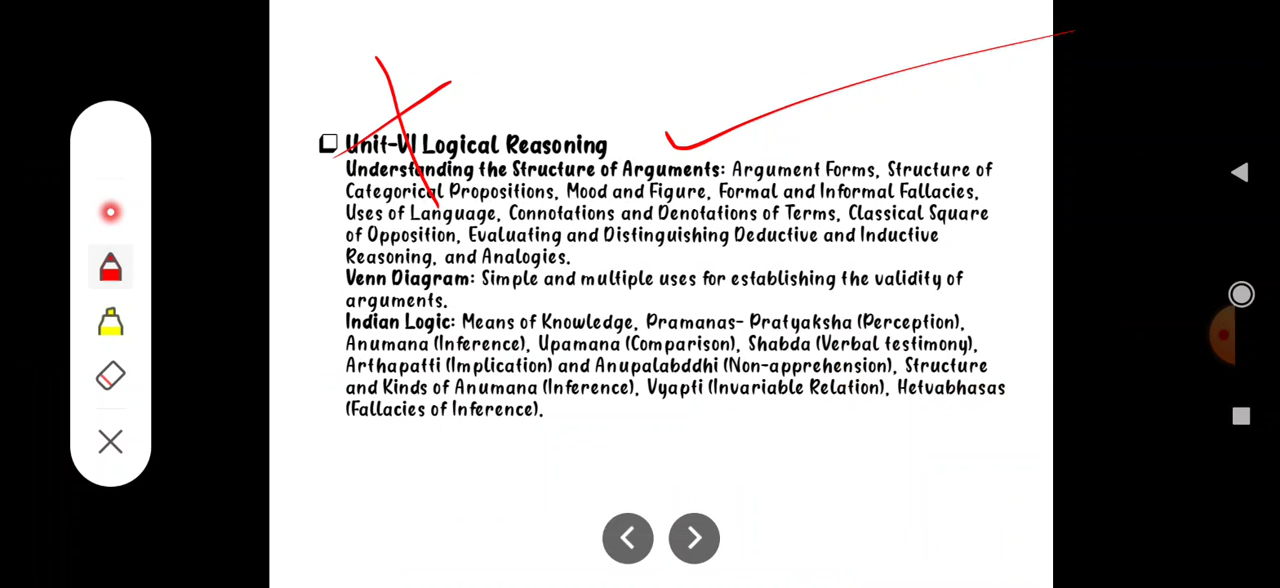 Unit-VI Logical Reasoning
Understanding the Structure of Arguments: Argument Forms, Structure of
Categorical Propositions, Mood and Figure, Formal and Informal Fallacies,
Uses of Language, Connotations and Denotations of Terms, Classical Square
of Opposition, Evaluating and Distinguishing Deductive and Inductive
Reasoning, and Analogies.
Venn Diagram: Simple and multiple uses for establishing the validity of
arguments.
Indian Logic: Means of Knowledge, Pramanas- Pratyaksha (Perception),
Anumana (Inference), Upamana (Comparison), Shabda (Verbal testimony),
Arthapatti (Implication) and Anupalabddhi (Non-apprehension), Structure
and Kinds of Anumana (Inference), Vyapti (Invariable Relation), Hetvabhasas
(Fallacies of Inference).